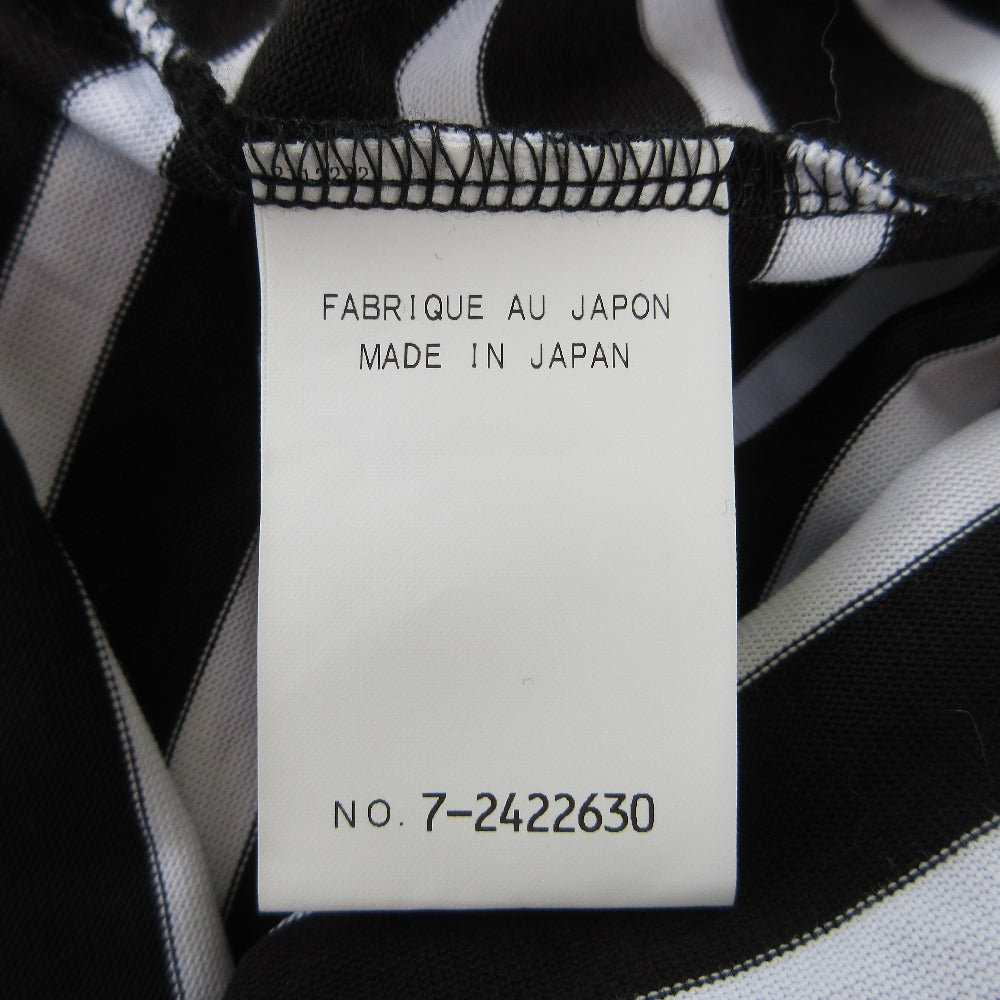 FABRIQUE AU JAPON
MADE IN JAPAN
NO. 7-2422630